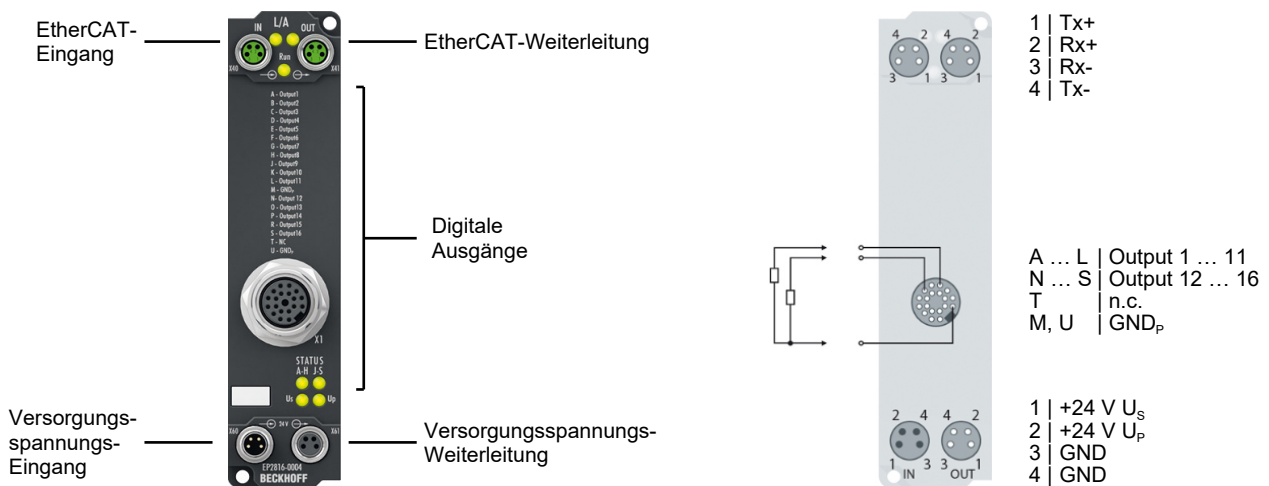 EtherCAT-
Eingang
L/A
IN
OUT
Run
X40
X41
EtherCAT-Weiterleitung
A - Output1
B - Output2
C - Output3
D - Output4
E - Output5
F - Output6
G - Output7
H - Output8
J - Output9
K - Output10
L - Output11
M - GNDP
N- Output 12
O - Output13
P - Output14
R - Output15
S - Output16
T - NC
U - GNDP
Digitale
Ausgänge
X1
STATUS
A-H J-S
Us
Up
Versorgungs-
spannungs-
Eingang
X60
24 V
X61
Versorgungsspannungs-
Weiterleitung
EP2816-0004
BECKHOFF
4 2 4 2
3 1 3 1
1 | Tx+
2 | Rx+
3 | Rx-
4 | Tx-
A … L | Output 1 … 11
N … S | Output 12 … 16
T | n.c.
M, U | GNDP
2 4 4 2
1 3 3 1
IN OUT
1 | +24 V US
2 | +24 V UP
3 | GND
4 | GND